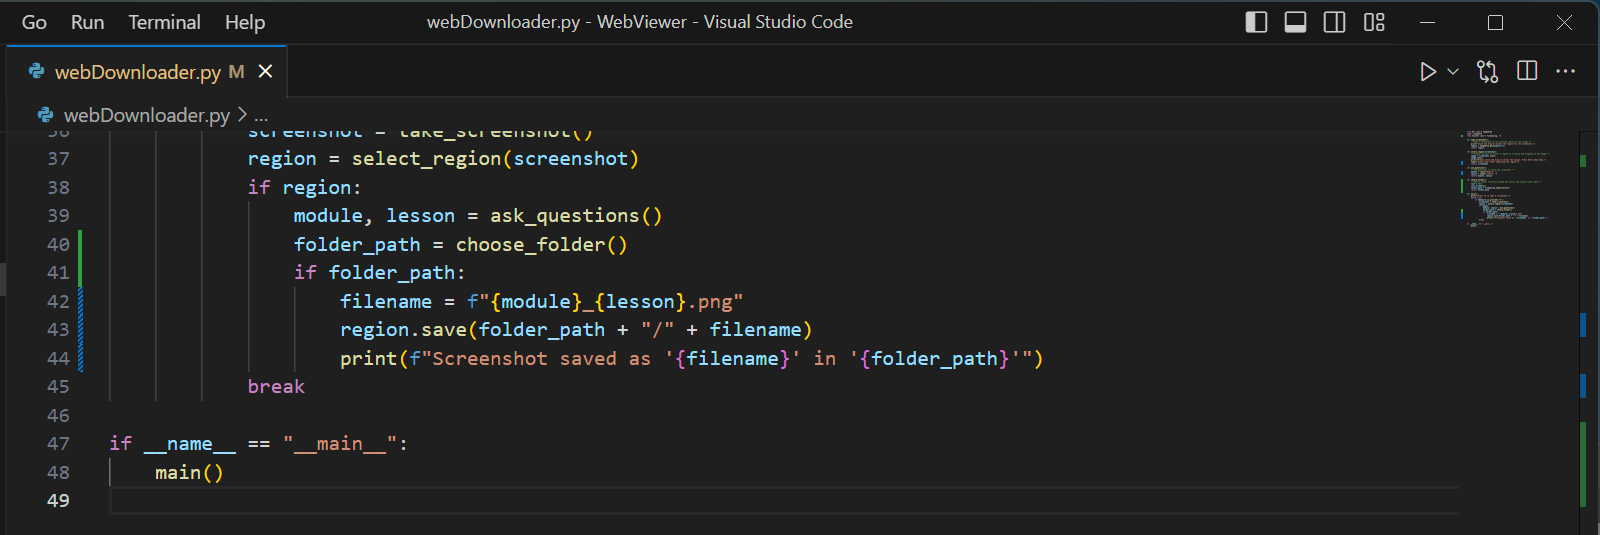 Go Run Terminal Help webDownloader.py - WebViewer - Visual Studio Code
webDownloader.py M
webDownloader.py > ...
36 screenshot = take_screenshot()
37 region = select_region(screenshot)
38 if region:
39 module, lesson = ask_questions()
40 folder_path = choose_folder()
41 if folder_path:
42 filename = f"{module}_{lesson}.png"
43 region.save(folder_path + "/" + filename)
44 print(f"Screenshot saved as '{filename}' in '{folder_path}'")
45 break
46
47 if __name__ == "__main__":
48 main()
49